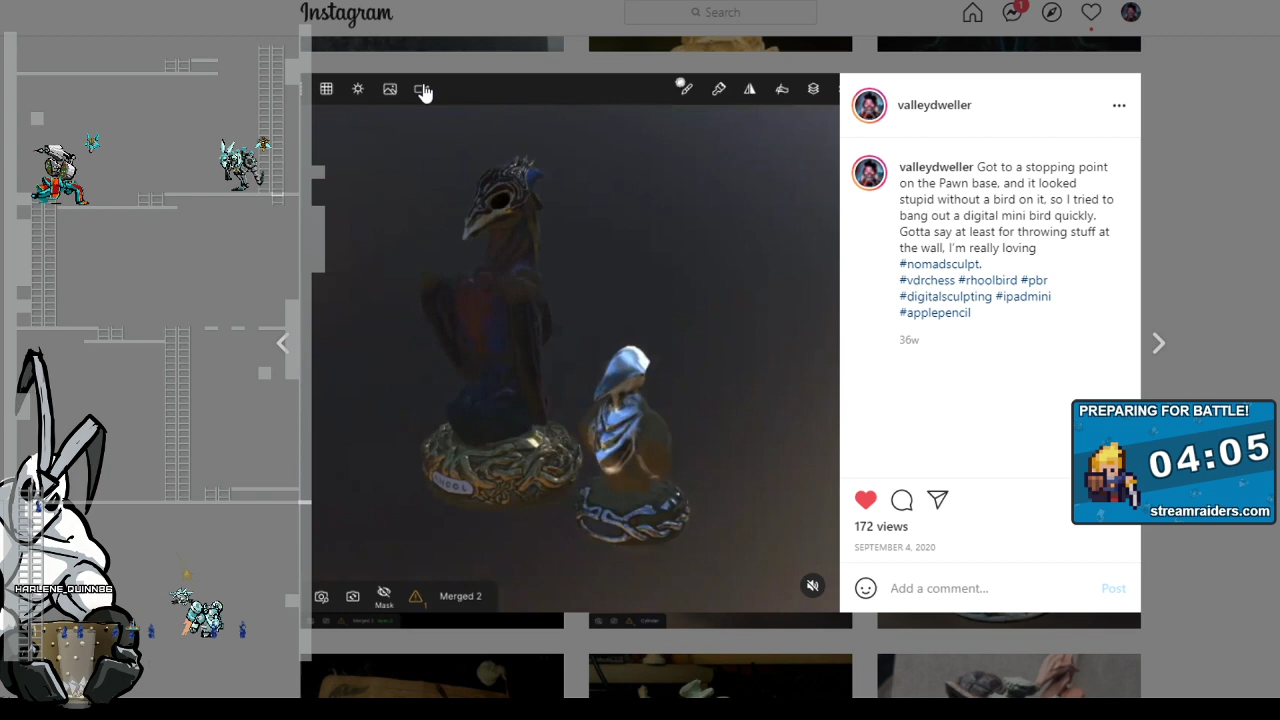 Instagram
Search
1
valleydweller
valleydweller Got to a stopping point
on the Pawn base, and it looked
stupid without a bird on it, so I tried to
bang out a digital mini bird quickly.
Gotta say at least for throwing stuff at
the wall, I'm really loving
#nomadsculpt.
#vdrchess #rhoolbird #pbr
#digitalsculpting #ipadmini
#applepencil
36w
PREPARING FOR BATTLE!
04:05
streamraiders.com
172 views
SEPTEMBER 4, 2020
Add a comment...
Post
HARLENE_QUINN86
Mask
1
Merged 2